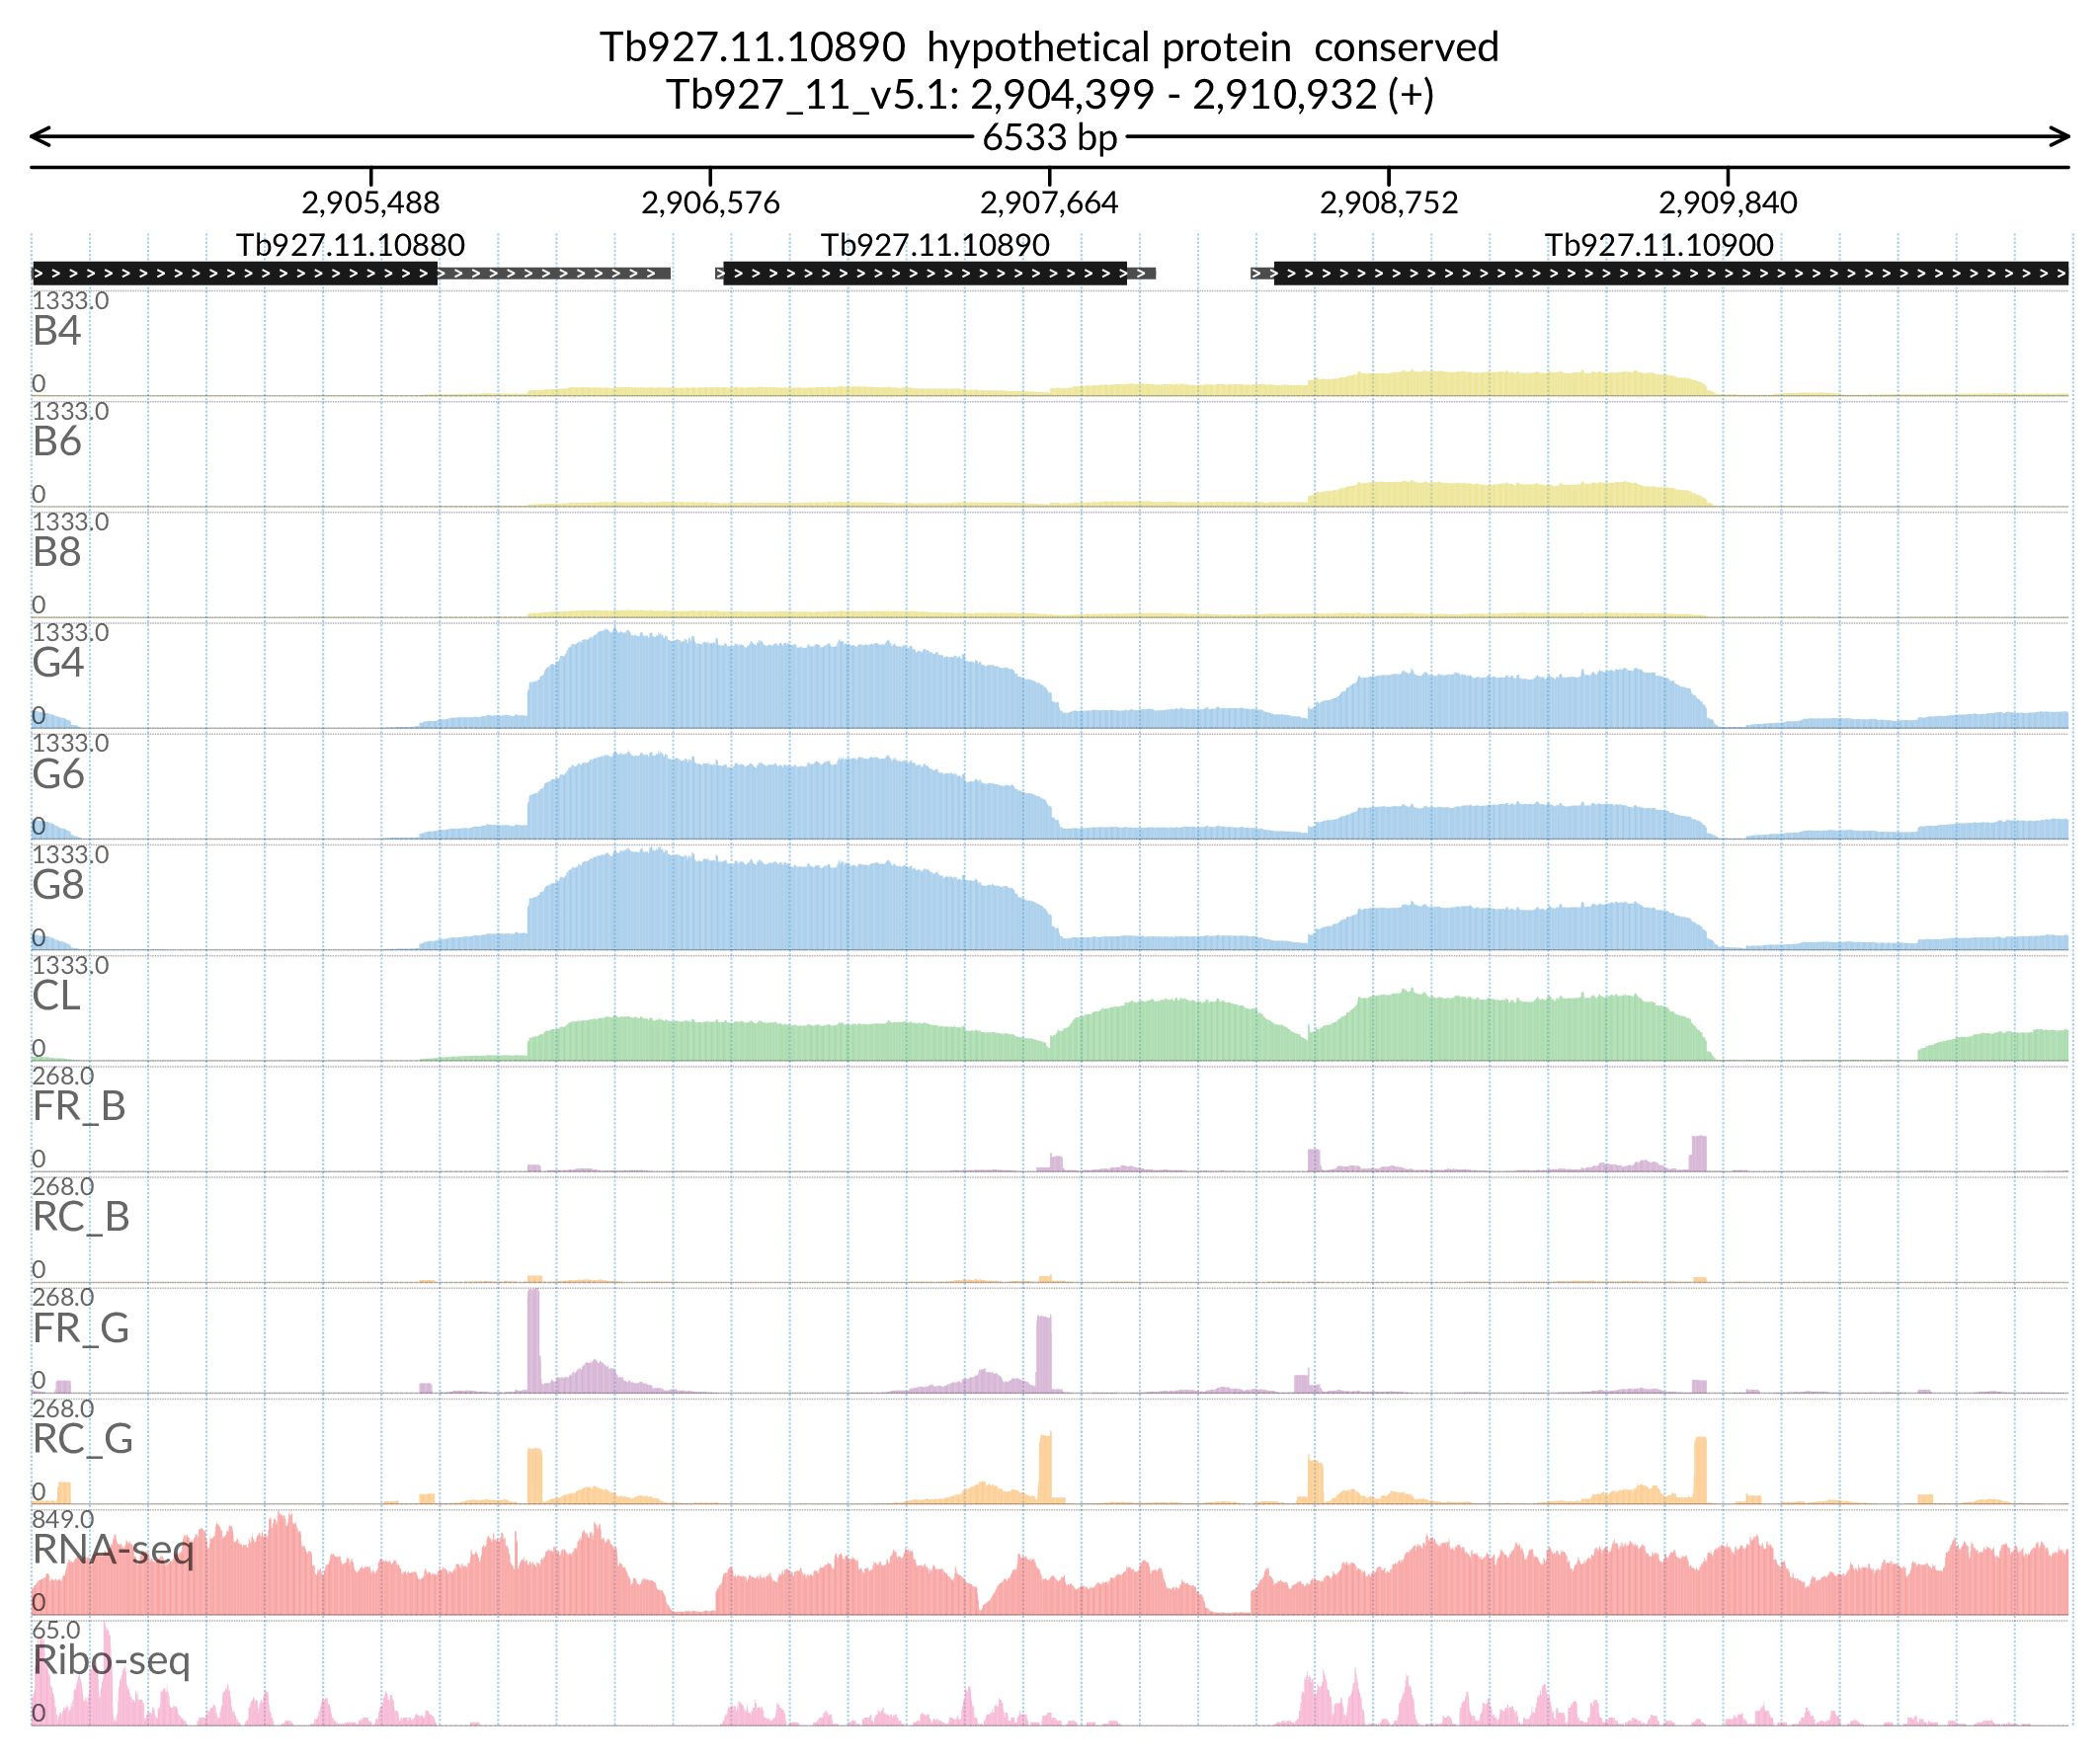 Tb927.11.10890 hypothetical protein conserved
Tb927_11_v5.1: 2,904,399 - 2,910,932 (+)
6533 bp
2,905,488 2,906,576 2,907,664 2,908,752 2,909,840
Tb927.11.10880 Tb927.11.10890 Tb927.11.10900
1333.0
B4
0
1333.0
B6
0
1333.0
B8
0
1333.0
G4
0
1333.0
G6
0
1333.0
G8
0
1333.0
CL
0
268.0
FR_B
0
268.0
RC_B
0
268.0
FR_G
0
268.0
RC_G
0
849.0
RNA-seq
0
65.0
Ribo-seq
0